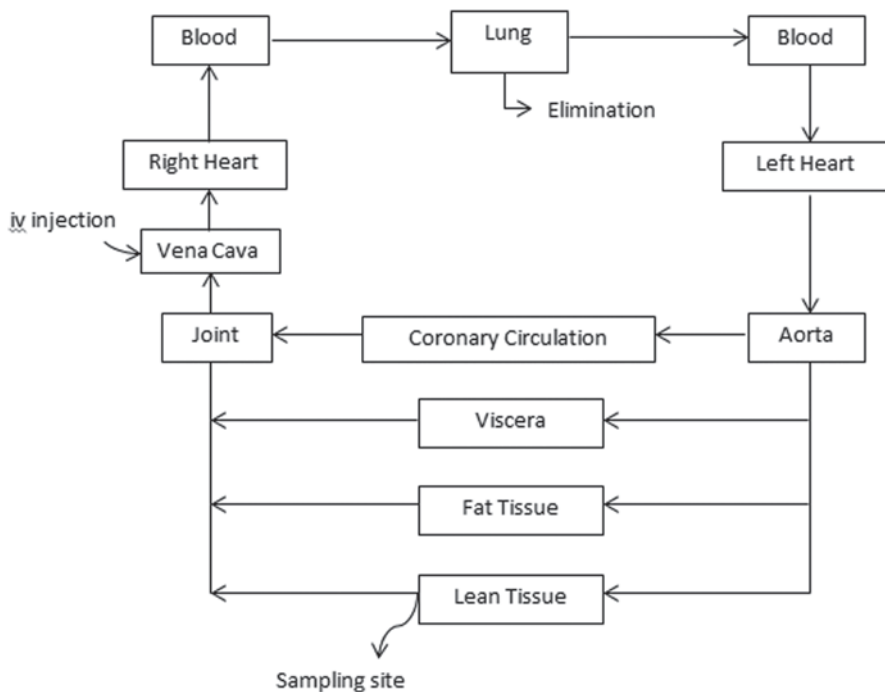 Blood
Lung
Blood
Elimination
Right Heart
Left Heart
iv injection
Vena Cava
Joint
Coronary Circulation
Aorta
Viscera
Fat Tissue
Lean Tissue
Sampling site